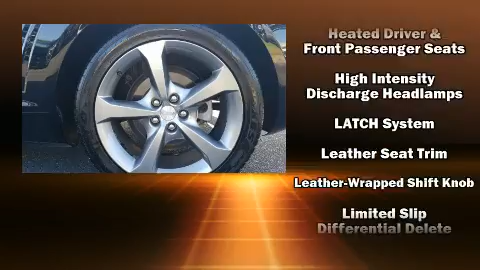 Heated Driver &
Front Passenger Seats
High Intensity
Discharge Headlamps
LATCH System
Leather Seat Trim
Leather-Wrapped Shift Knob
Limited Slip
Differential Delete